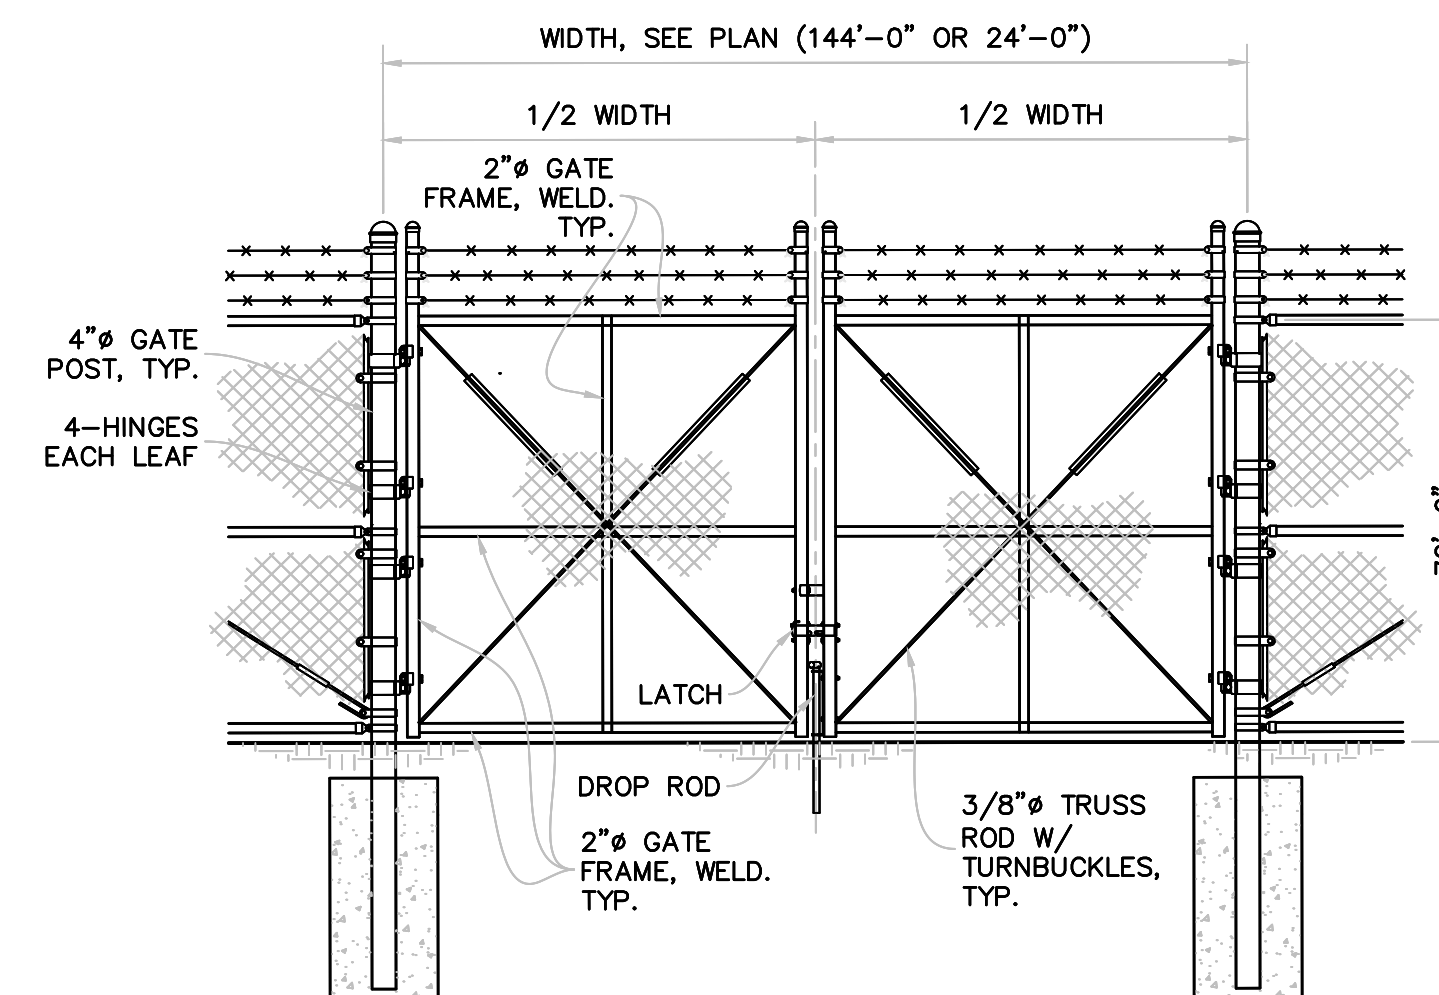 WIDTH, SEE PLAN (144'-0" OR 24'-0")
1/2 WIDTH
1/2 WIDTH
2"ø GATE
FRAME, WELD.
TYP.
4"ø GATE
POST, TYP.
4-HINGES
EACH LEAF
LATCH
DROP ROD
2"ø GATE
FRAME, WELD.
TYP.
3/8"ø TRUSS
ROD W/
TURNBUCKLES,
TYP.